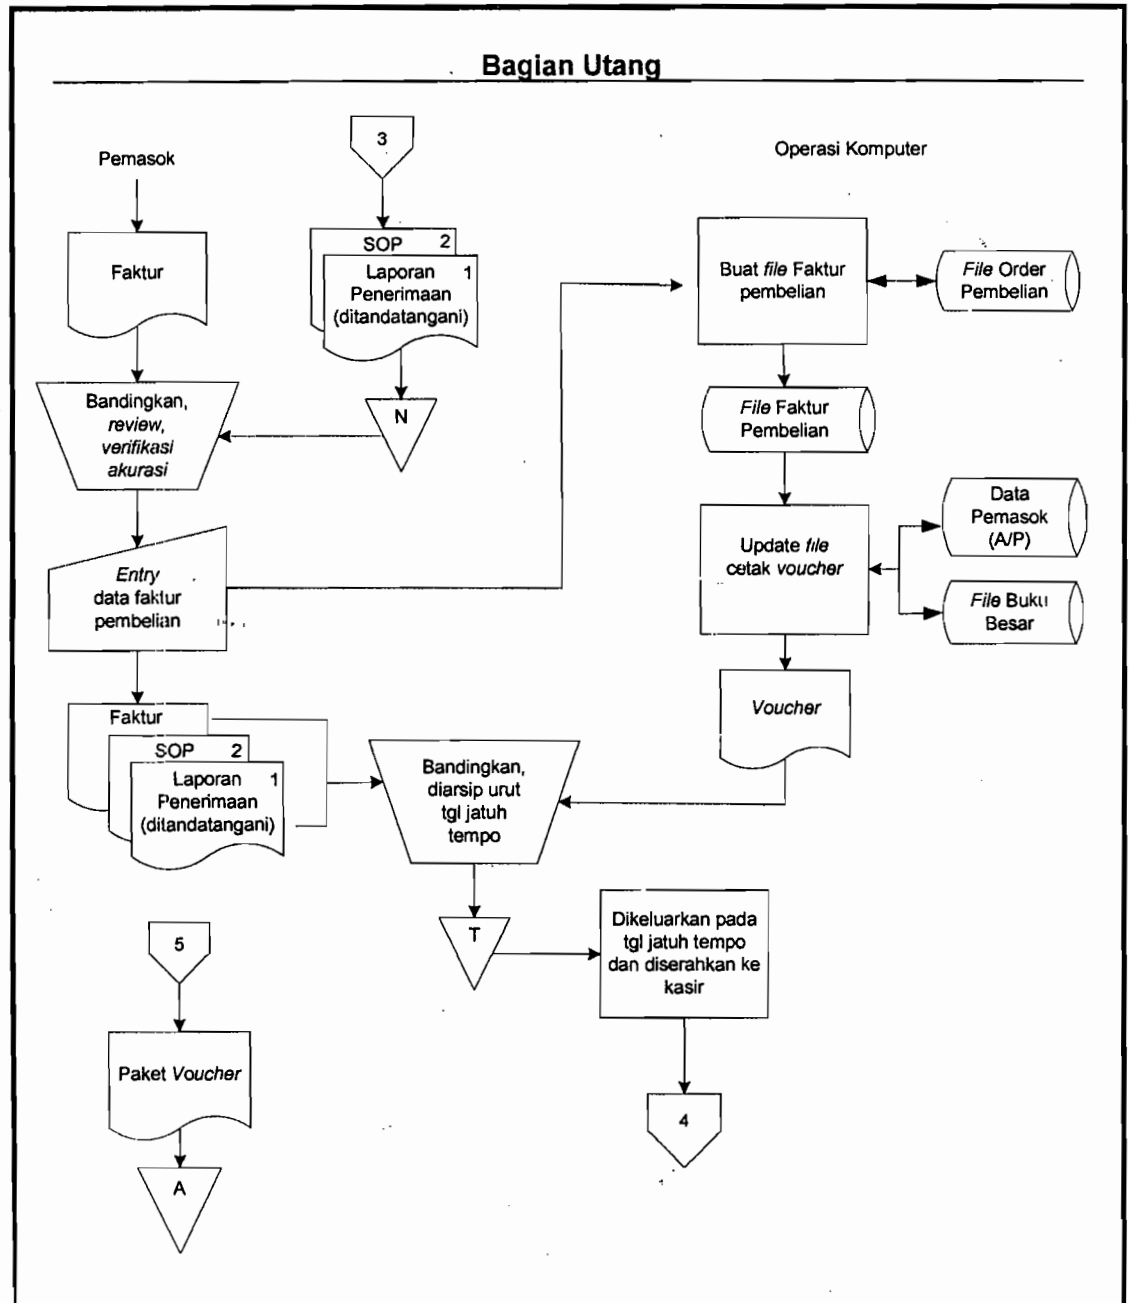 Bagian Utang
Pemasok
3
Operasi Komputer
Faktur
SOP 2
Laporan 1
Penerimaan
(ditandatangani)
Buat file Faktur
pembelian
File Order
Pembelian
Bandingkan,
review,
verifikasi
akurasi
N
File Faktur
Pembelian
Entry
data faktur
pembelian
Update file
cetak voucher
Data
Pemasok
(A/P)
File Buku
Besar
Voucher
Faktur
SOP 2
Laporan 1
Penerimaan
(ditandatangani)
Bandingkan,
diarsip urut
tgl jatuh
tempo
T
Dikeluarkan pada
tgl jatuh tempo
dan diserahkan ke
kasir
4
5
Paket Voucher
A